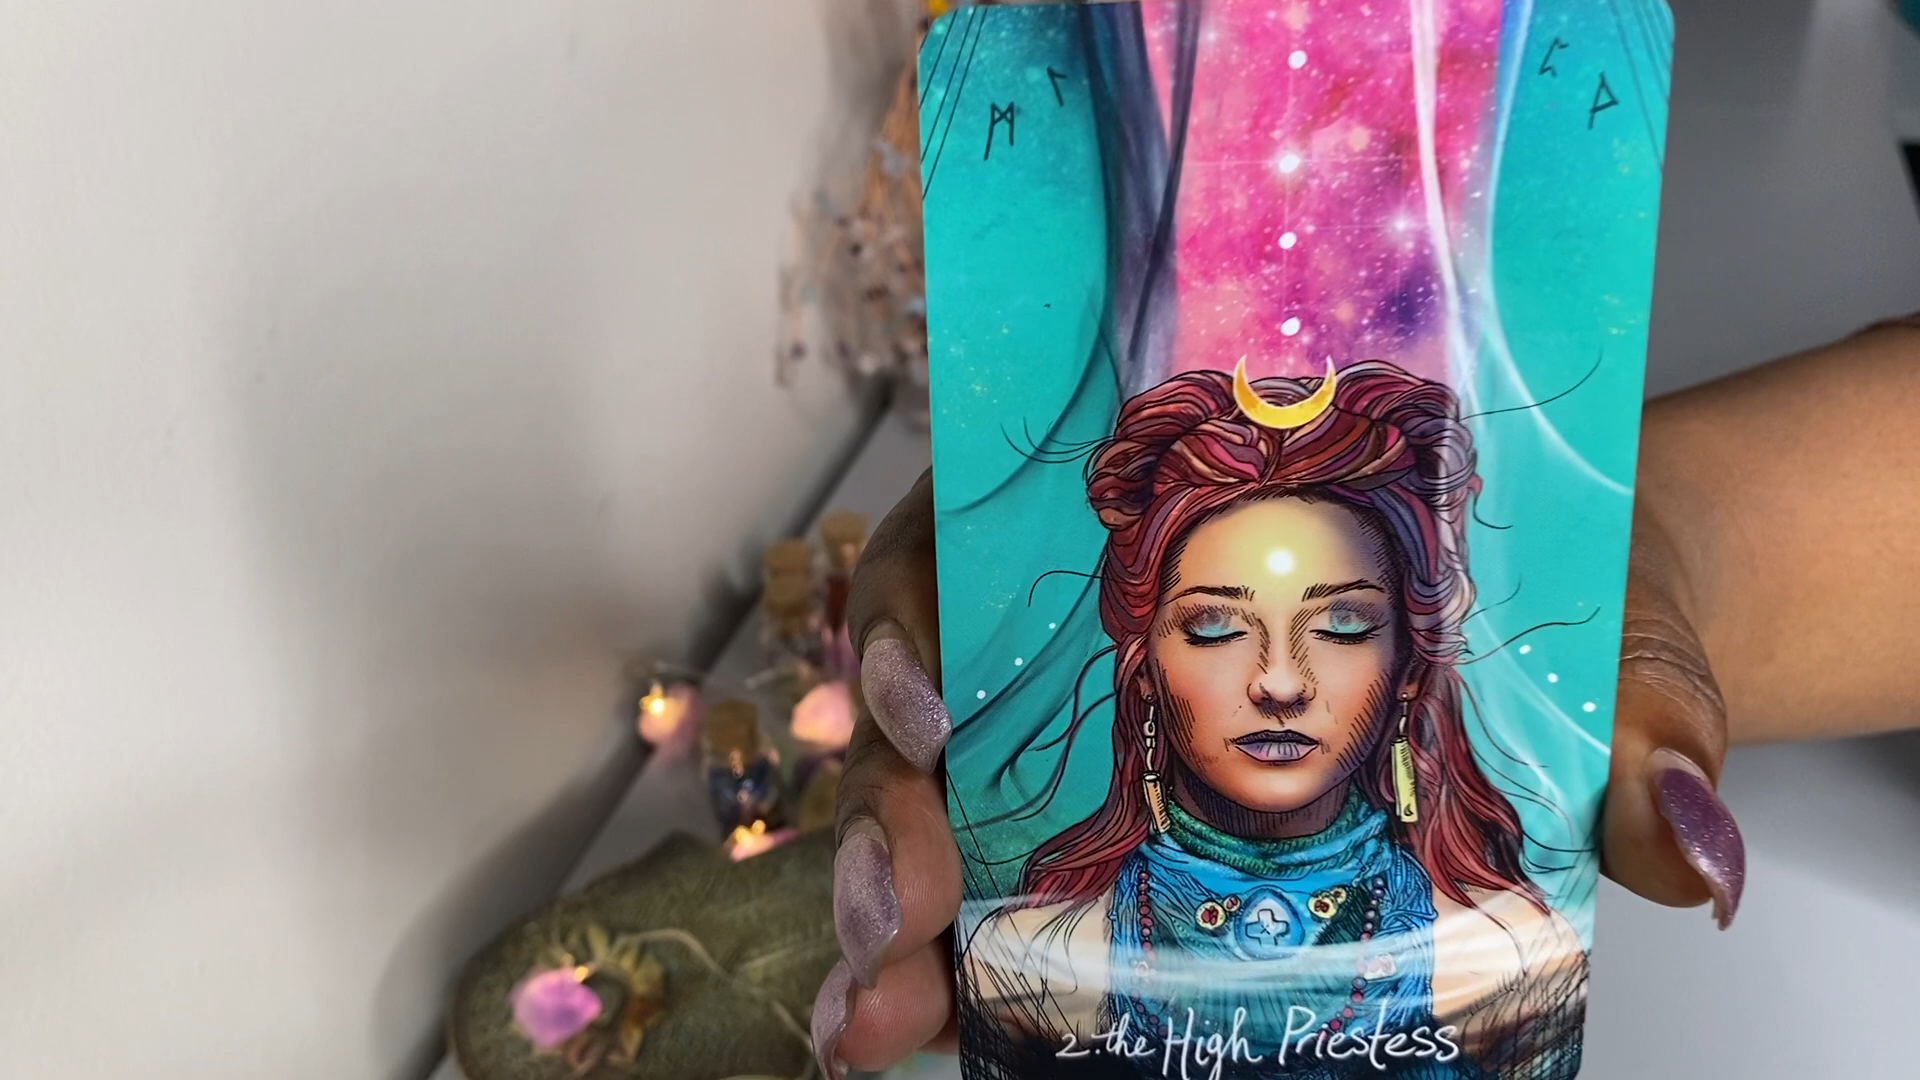 ᛗ ᛚ ᚦ
2. the High Priestess